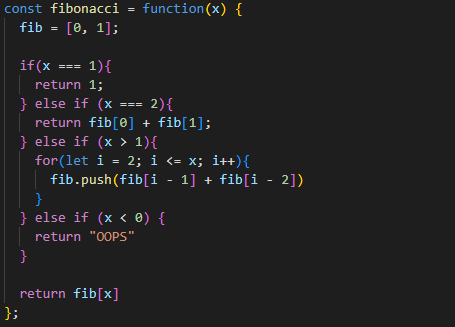 const fibonacci = function(x) {
  fib = [0, 1];

  if(x === 1){
    return 1;
  } else if (x === 2){
    return fib[0] + fib[1];
  } else if (x > 1){
    for(let i = 2; i <= x; i++){
      fib.push(fib[i - 1] + fib[i - 2])
    }
  } else if (x < 0) {
    return "OOPS"
  }

  return fib[x]
};